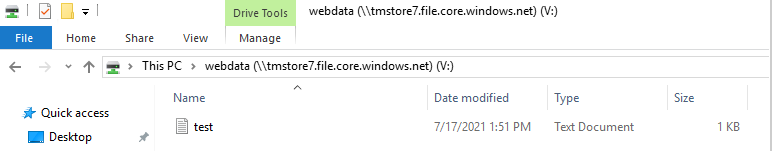 Drive Tools webdata (\\tmstore7.file.core.windows.net) (V:)
File Home Share View Manage
This PC webdata (\\tmstore7.file.core.windows.net) (V:)
Quick access Name Date modified Type Size
Desktop test 7/17/2021 1:51 PM Text Document 1 KB